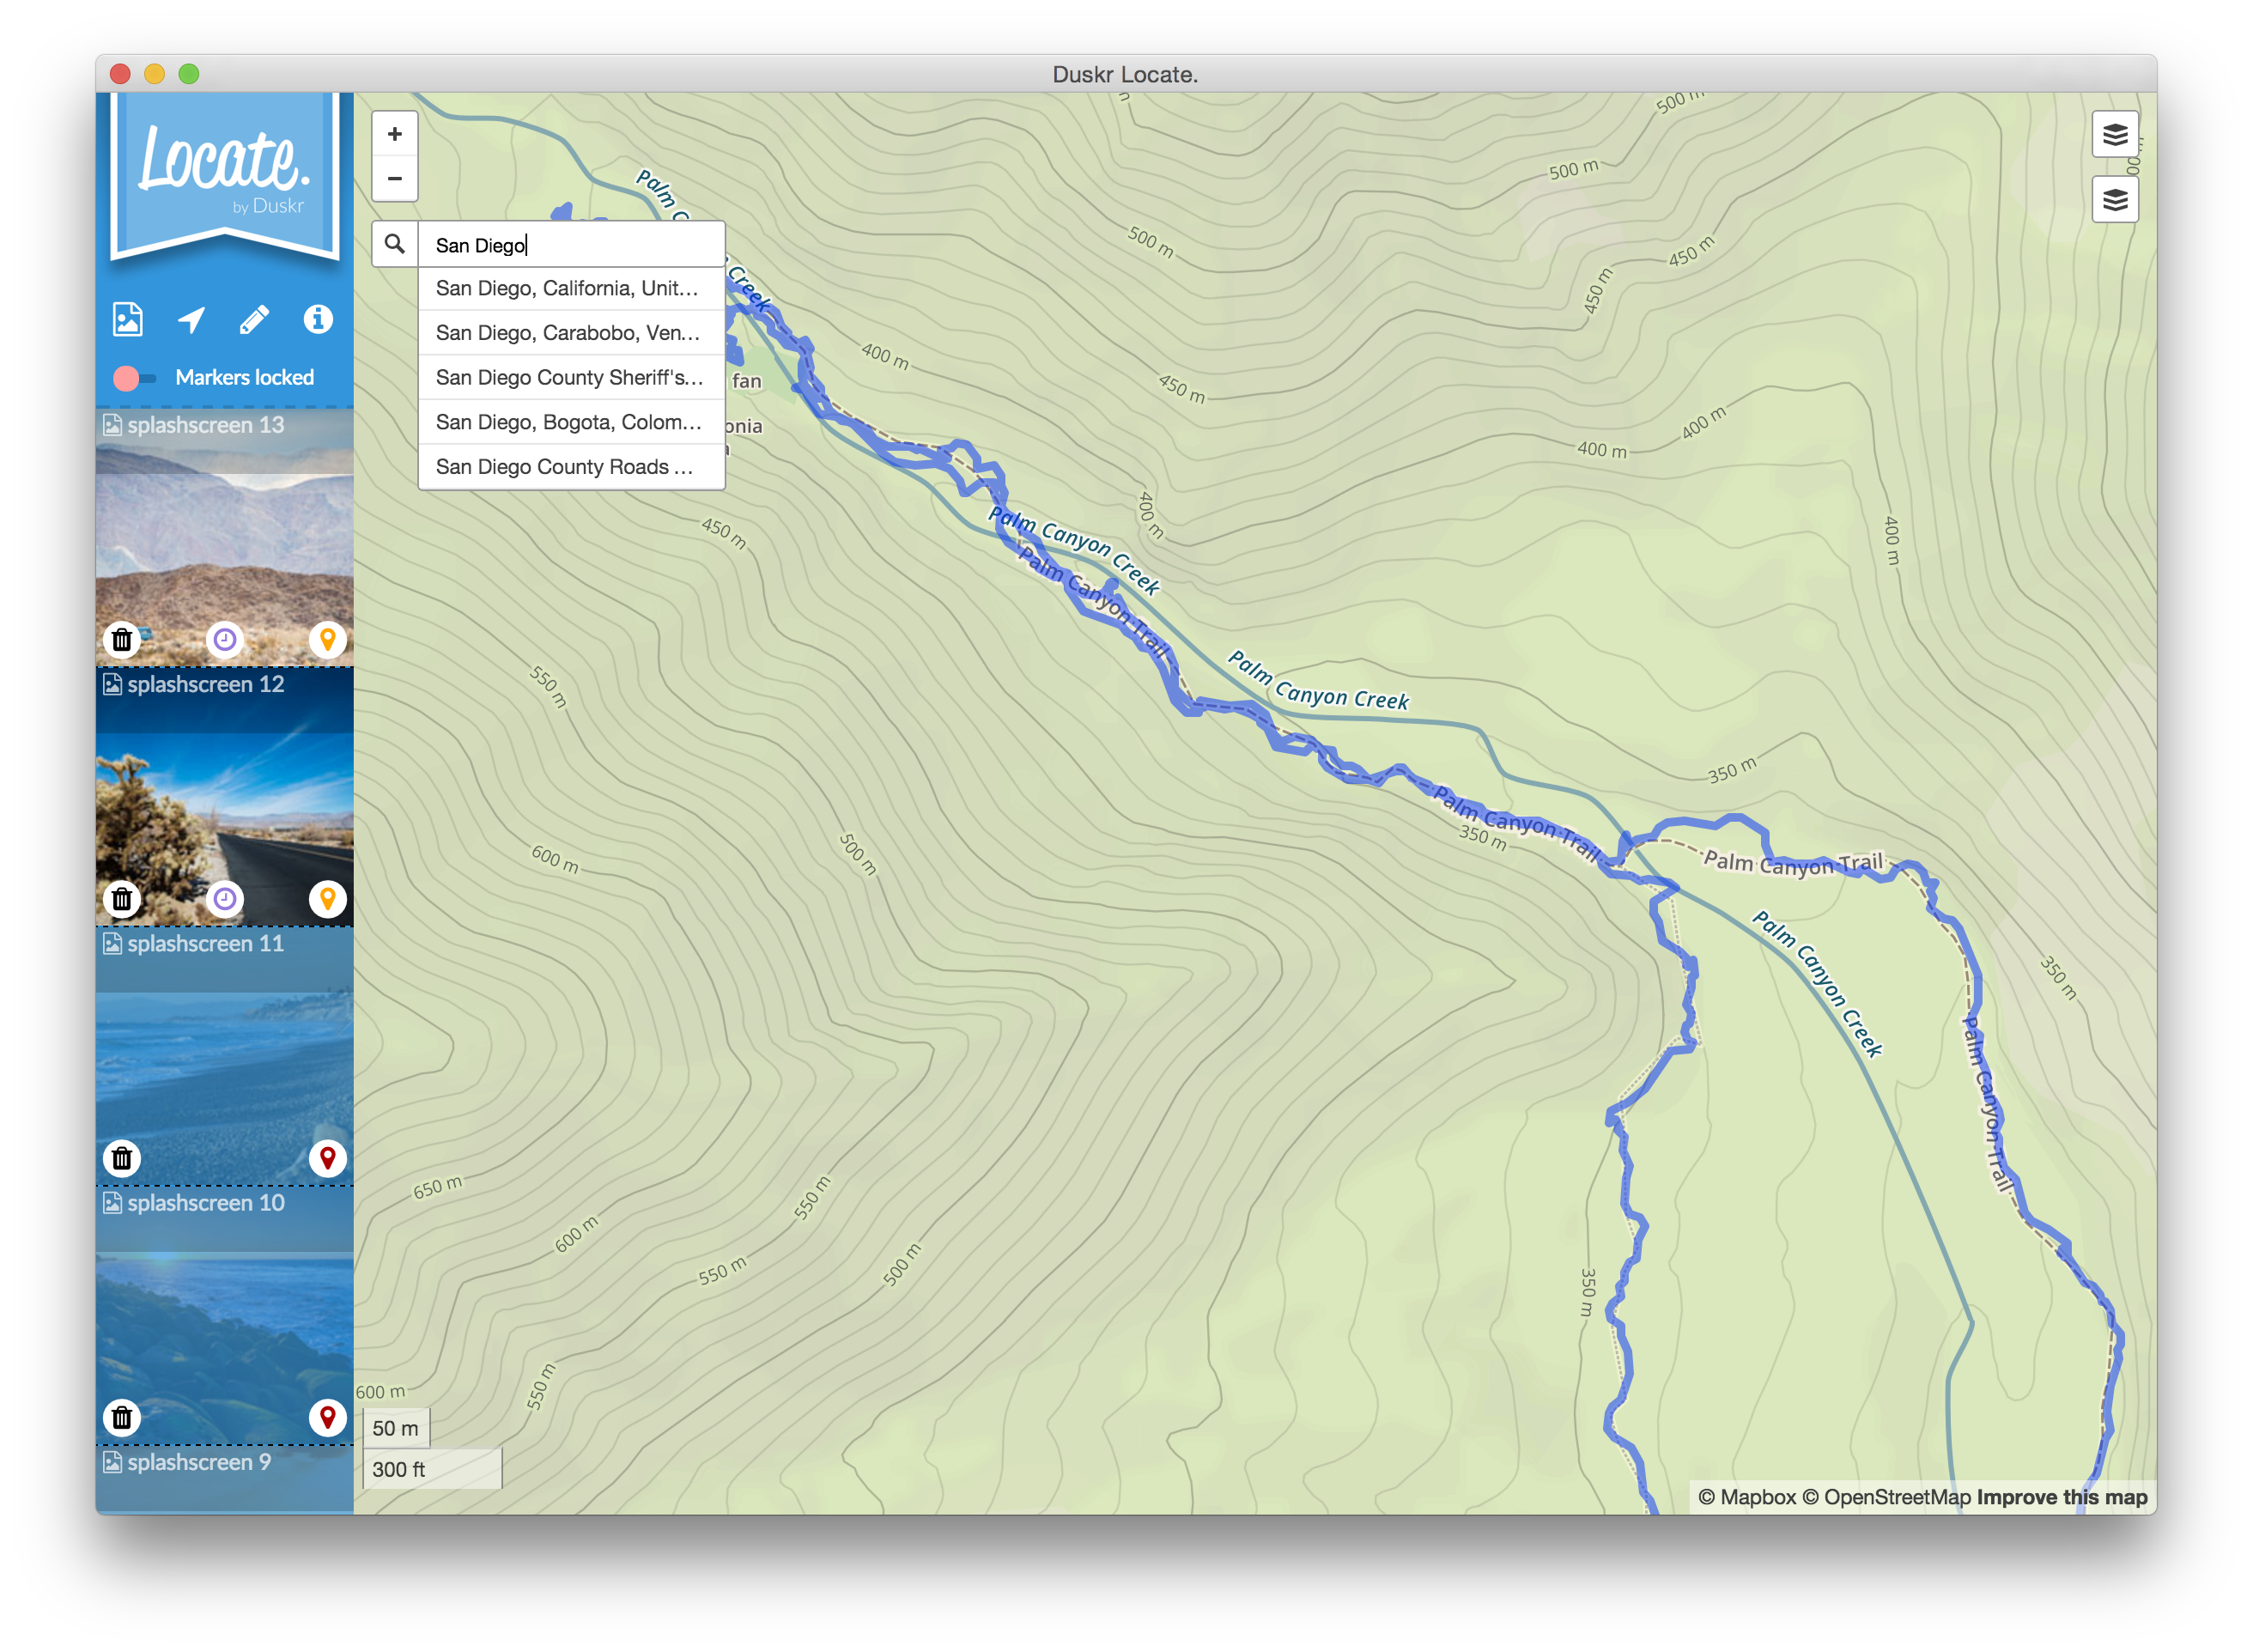 Duskr Locate.
Locate.
by Duskr
Markers locked
splashscreen 13
splashscreen 12
splashscreen 11
splashscreen 10
splashscreen 9
+
−
San Diego
San Diego, California, Unit...
San Diego, Carabobo, Ven...
San Diego County Sheriff's...
San Diego, Bogota, Colom...
San Diego County Roads ...
Palm C
Creek
fan
onia
500 m
500 m
500 m
450 m
450 m
400 m
450 m
400 m
400 m
400 m
400 m
450 m
Palm Canyon Creek
Palm Canyon Trail
Palm Canyon Creek
550 m
350 m
Palm Canyon Trail
350 m
Palm Canyon Trail
600 m
500 m
Palm Canyon Creek
350 m
Palm Canyon Trail
650 m
550 m
600 m
550 m
500 m
350 m
550 m
600 m
50 m
300 ft
© Mapbox © OpenStreetMap Improve this map